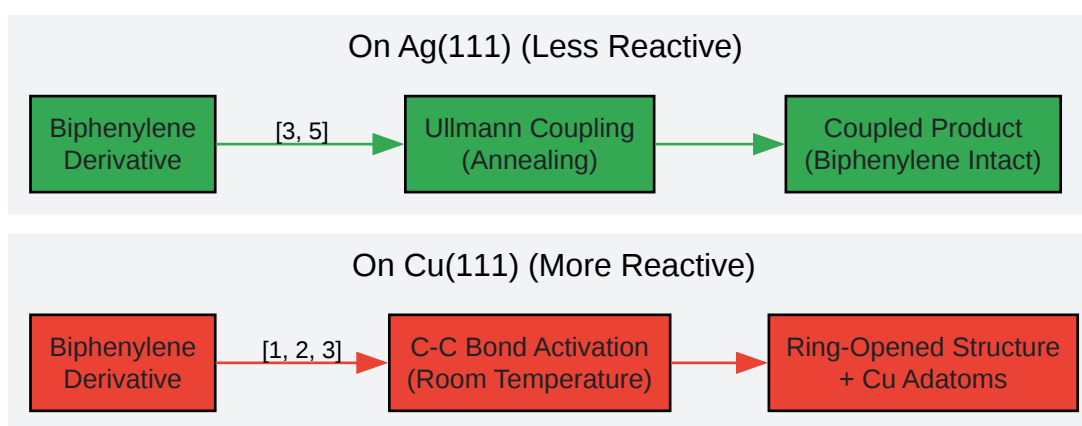 On Ag(111) (Less Reactive)
Biphenylene
Derivative
[3, 5]
Ullmann Coupling
(Annealing)
Coupled Product
(Biphenylene Intact)
On Cu(111) (More Reactive)
Biphenylene
Derivative
[1, 2, 3]
C-C Bond Activation
(Room Temperature)
Ring-Opened Structure
+ Cu Adatoms